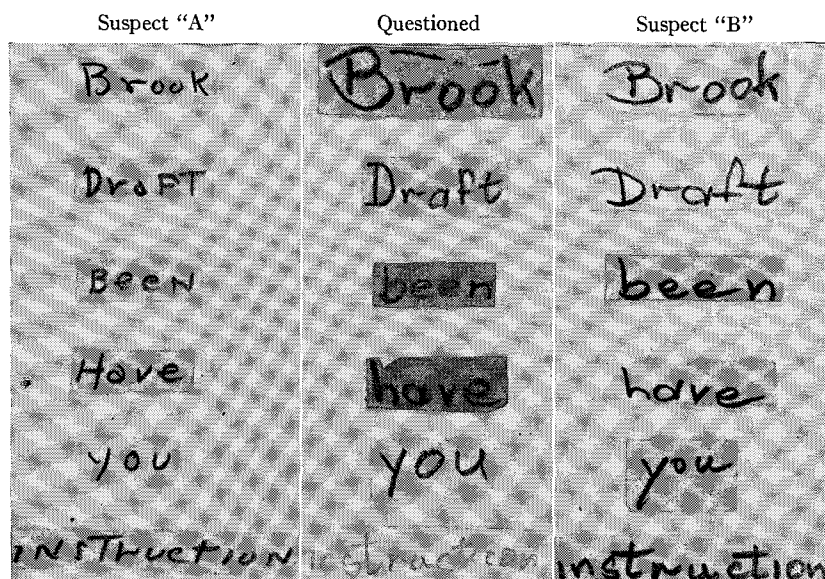 Suspect “A” Questioned Suspect “B”
Brook Brook Brook
DraFT Draft Draft
BeeN been been
Have have have
you you you
iNSTructioN instruction instruction